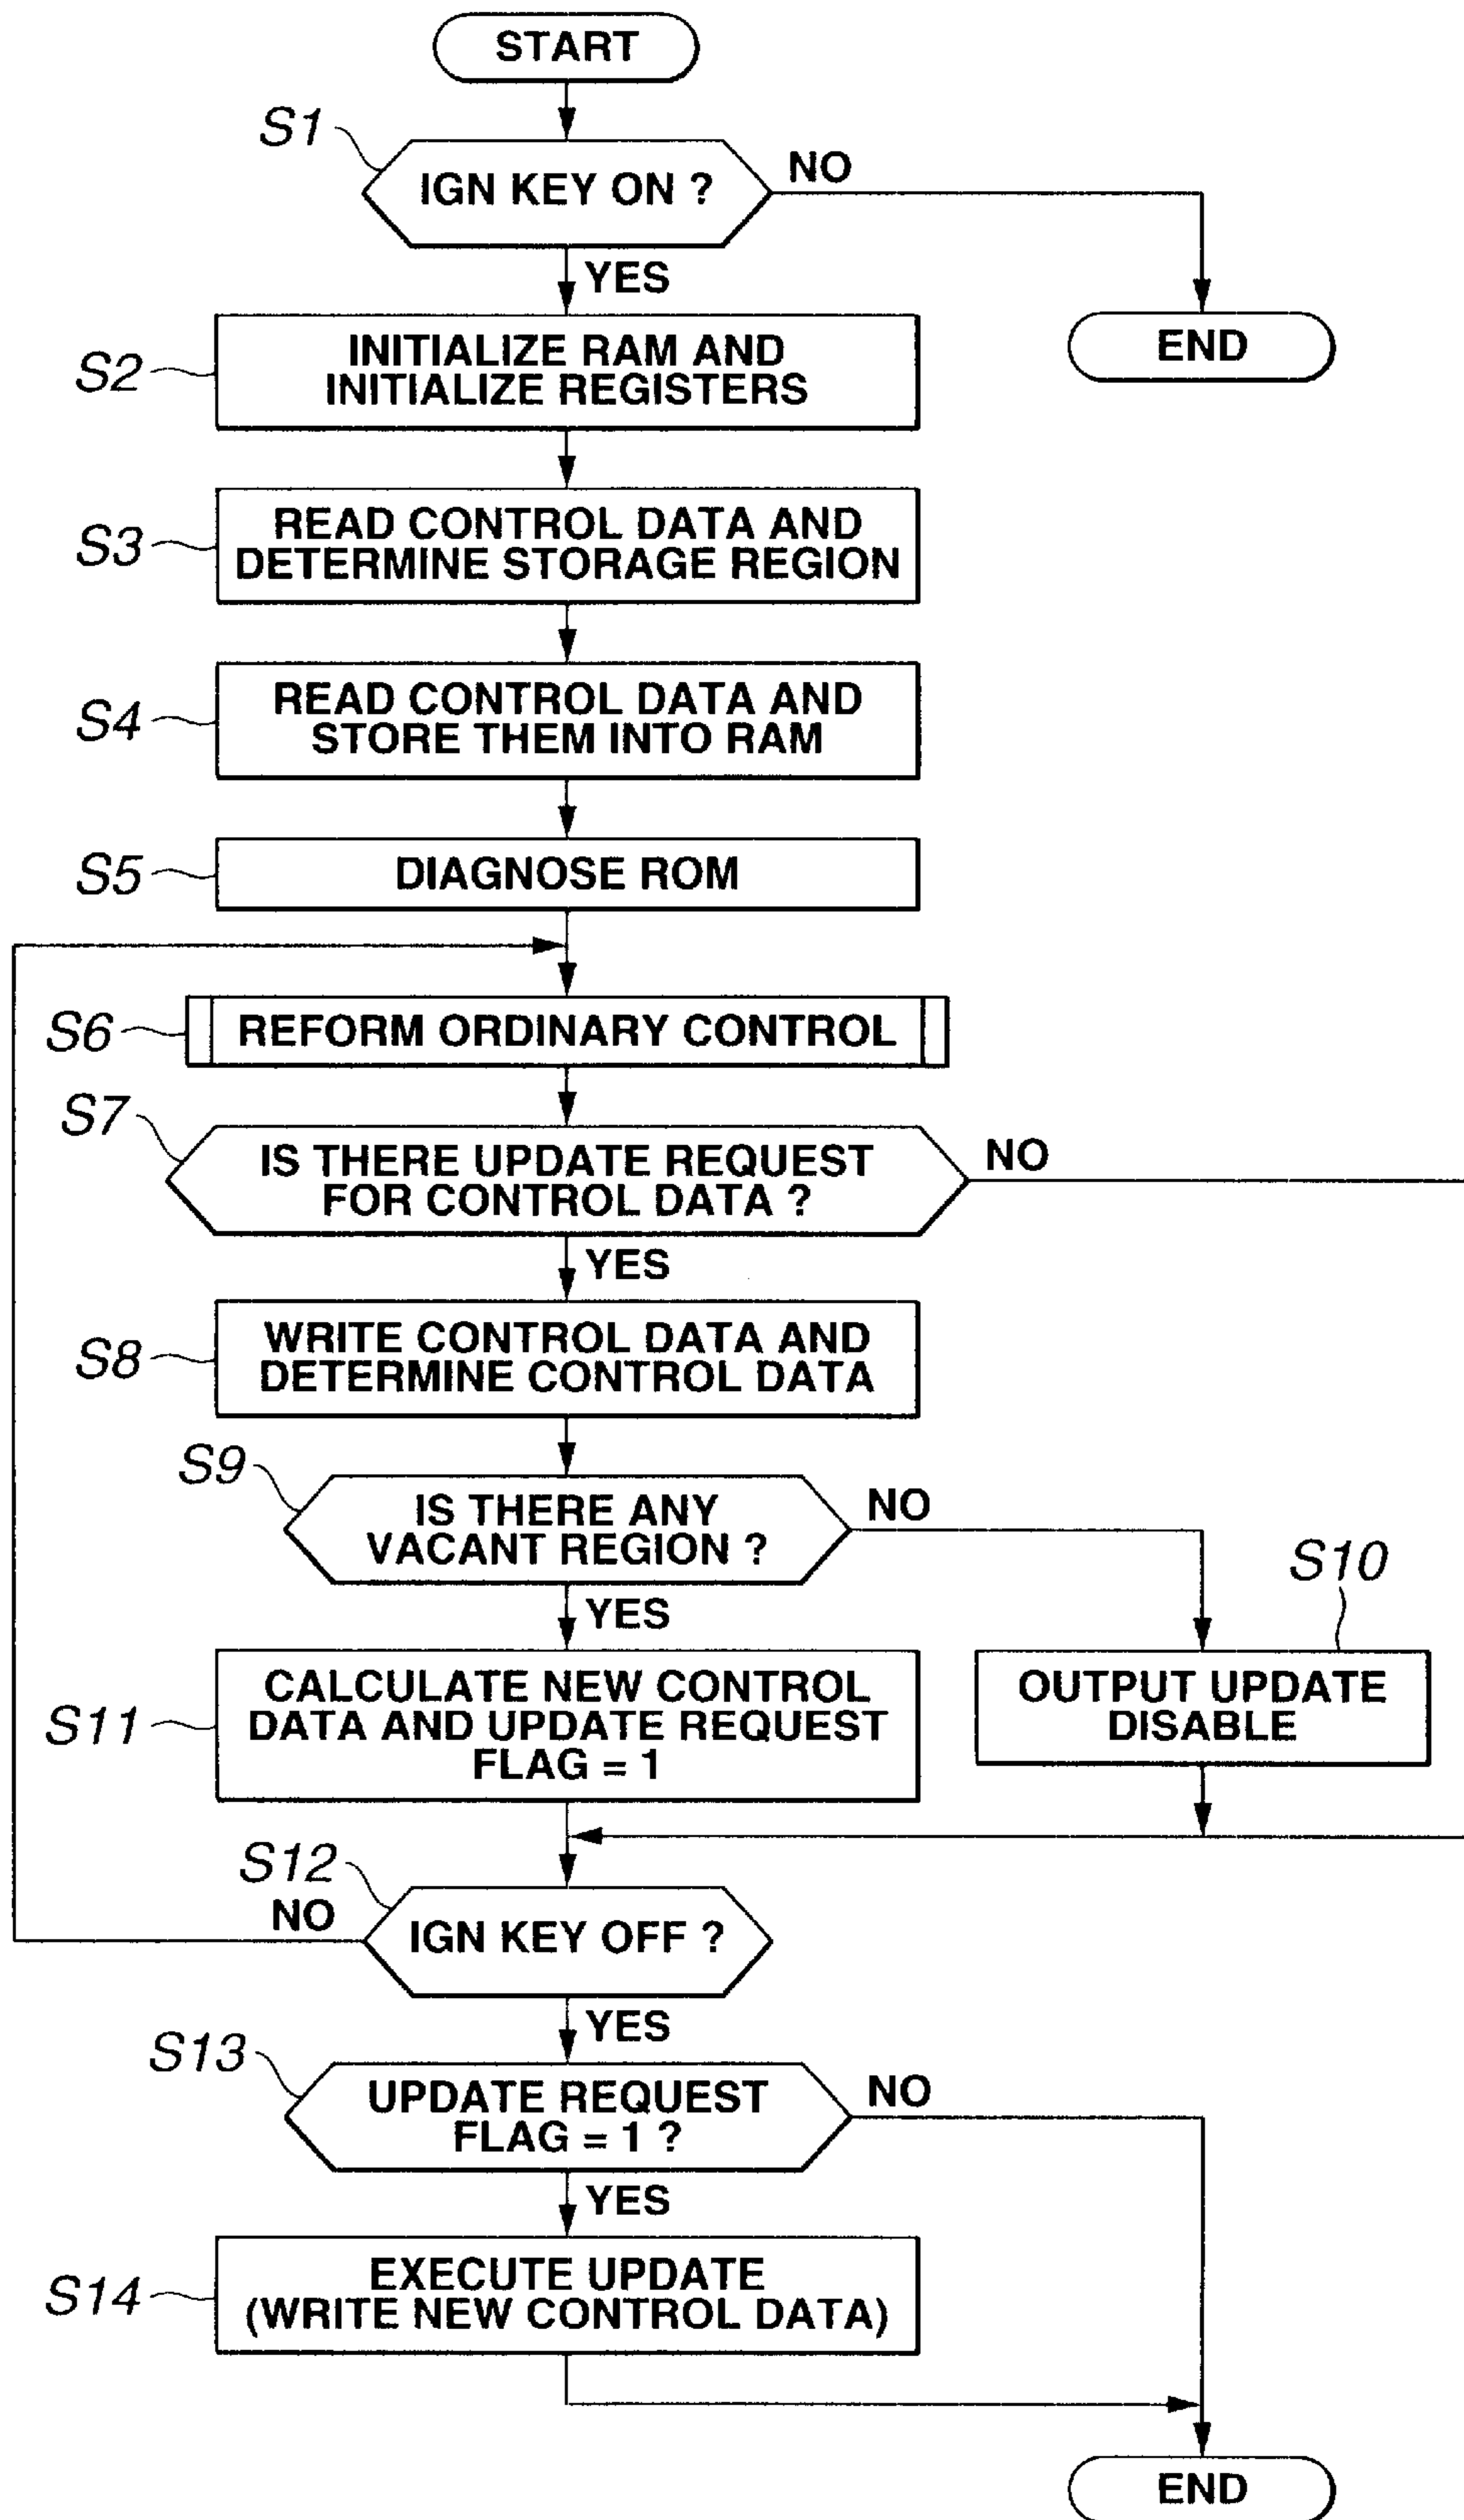 START
S1
IGN KEY ON ?
NO
YES
END
S2
INITIALIZE RAM AND
INITIALIZE REGISTERS
S3
READ CONTROL DATA AND
DETERMINE STORAGE REGION
S4
READ CONTROL DATA AND
STORE THEM INTO RAM
S5
DIAGNOSE ROM
S6
REFORM ORDINARY CONTROL
S7
IS THERE UPDATE REQUEST
FOR CONTROL DATA ?
NO
YES
S8
WRITE CONTROL DATA AND
DETERMINE CONTROL DATA
S9
IS THERE ANY
VACANT REGION ?
NO
YES
S10
OUTPUT UPDATE
DISABLE
S11
CALCULATE NEW CONTROL
DATA AND UPDATE REQUEST
FLAG = 1
S12
NO
IGN KEY OFF ?
YES
S13
UPDATE REQUEST
FLAG = 1 ?
NO
YES
S14
EXECUTE UPDATE
(WRITE NEW CONTROL DATA)
END